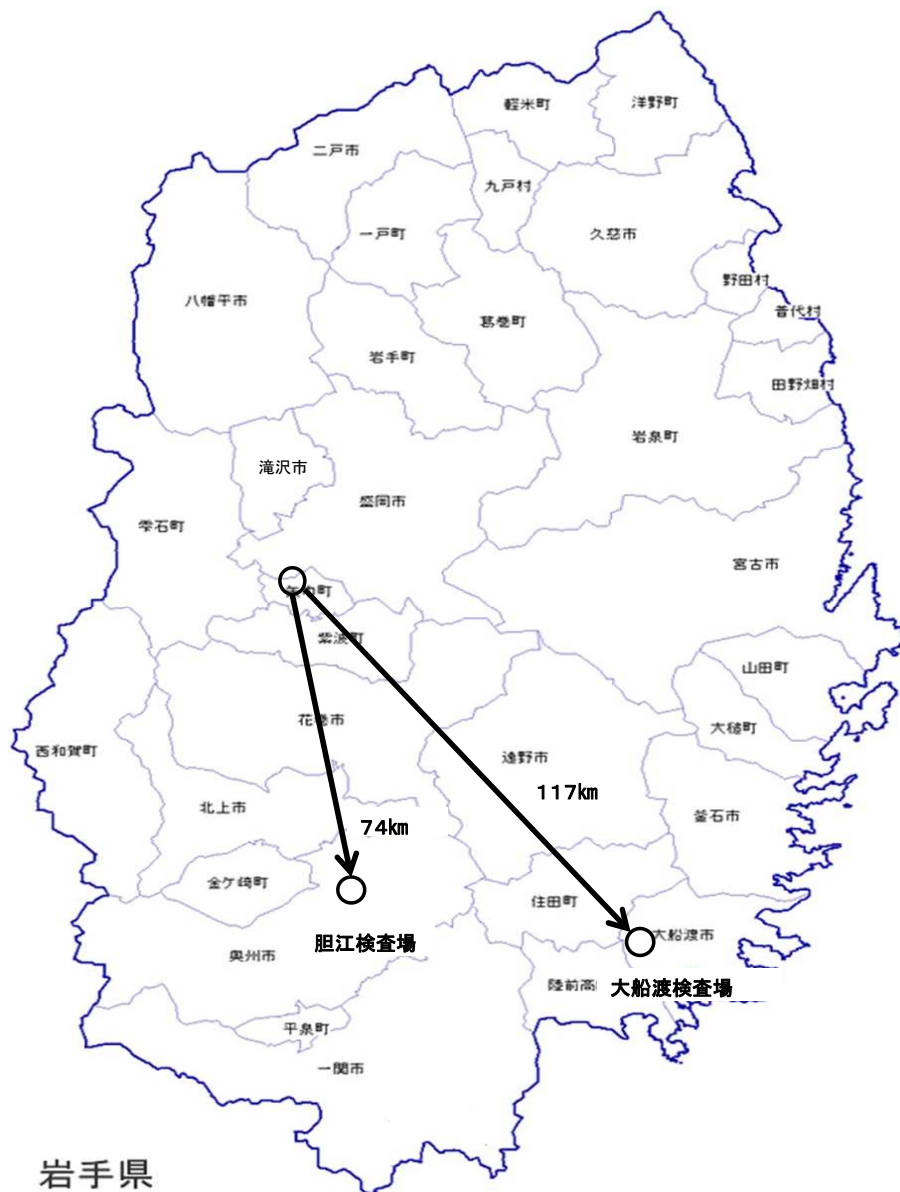 洋野町
軽米町
二戸市
九戸村
一戸町
久慈市
野田村
八幡平市
普代村
葛巻町
岩手町
田野畑村
岩泉町
滝沢市
盛岡市
雫石町
宮古市
紫波町
山田町
花巻市
大槌町
西和賀町
遠野市
117km
北上市
釜石市
74km
金ケ崎町
住田町
大船渡市
胆江検査場
奥州市
陸前高
大船渡検査場
平泉町
一関市
岩手県